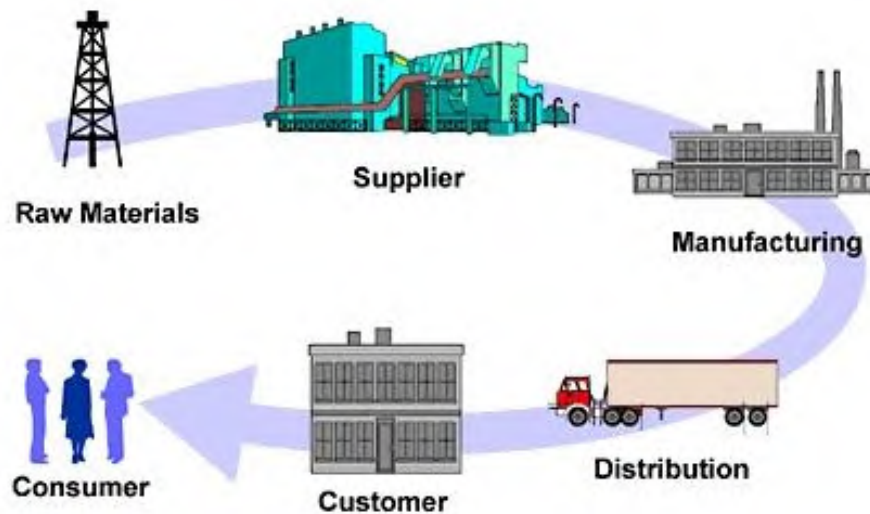 Raw Materials
Supplier
Manufacturing
Distribution
Customer
Consumer